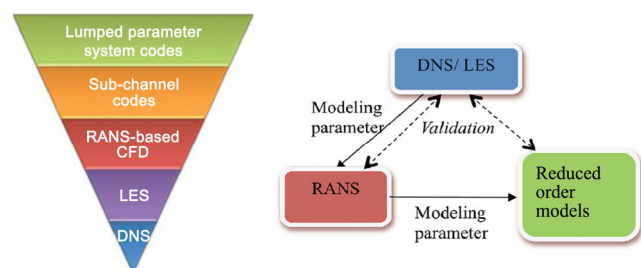 Lumped parameter
system codes
Sub-channel
codes
RANS-based
CFD
LES
DNS
DNS/ LES
Modeling
parameter
Validation
RANS
Modeling
parameter
Reduced
order
models